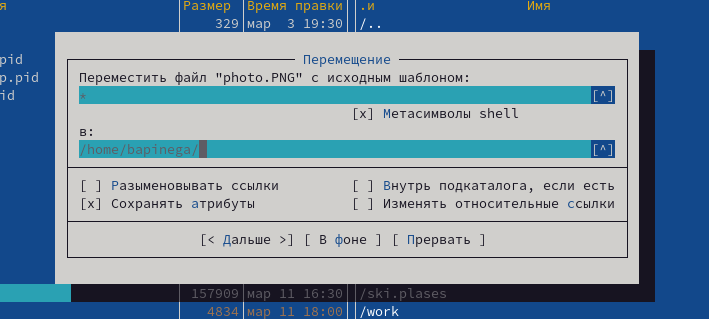 я Размер Время правки .и Имя
329 мар 3 19:30 /..
pid
p.pid
id
Перемещение
Переместить файл "photo.PNG" с исходным шаблоном:
* [^]
[x] Метасимволы shell
в:
/home/bapinega/ [^]
[ ] Разыменовывать ссылки [ ] Внутрь подкаталога, если есть
[x] Сохранять атрибуты [ ] Изменять относительные ссылки
[< Дальше >] [ В фоне ] [ Прервать ]
157909 мар 11 16:30 /ski.plases
4834 мар 11 18:00 /work